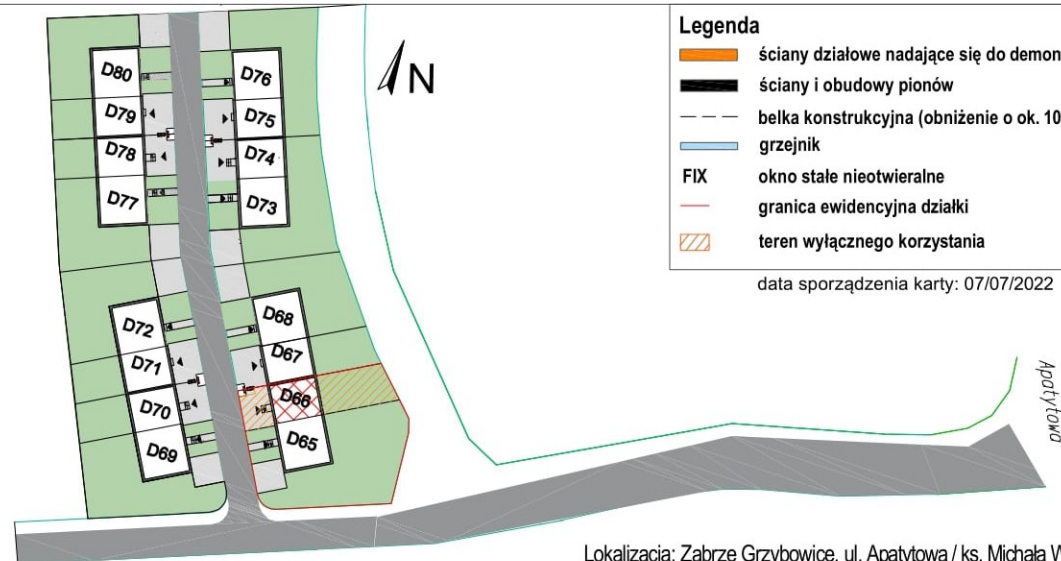 D80
D79
D78
D77
D76
D75
D74
D73
D72
D71
D70
D69
D68
D67
D66
D65
N
Legenda
ściany działowe nadające się do demon
ściany i obudowy pionów
belka konstrukcyjna (obniżenie o ok. 10
grzejnik
FIX okno stałe nieotwieralne
granica ewidencyjna działki
teren wyłącznego korzystania
data sporządzenia karty: 07/07/2022
Apatytowa
Lokalizacja: Zabrze Grzybowice, ul. Apatytowa / ks. Michała W